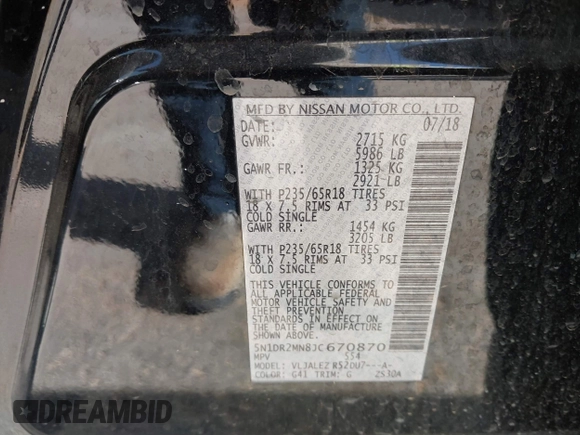 MFD BY NISSAN MOTOR CO., LTD.
DATE: 07/18
GVWR: 2715 KG
5986 LB
GAWR FR.: 1325 KG
2921 LB
WITH P235/65R18 TIRES
18 X 7.5 RIMS AT 33 PSI
COLD SINGLE
GAWR RR.: 1454 KG
3205 LB
WITH P235/65R18 TIRES
18 X 7.5 RIMS AT 33 PSI
COLD SINGLE
THIS VEHICLE CONFORMS TO
ALL APPLICABLE FEDERAL
MOTOR VEHICLE SAFETY AND
THEFT PREVENTION
STANDARDS IN EFFECT ON
THE DATE OF MANUFACTURE
SHOWN ABOVE.
5N1DR2MN8JC670870
MPV 554
MODEL: VLJALEZ R520U7---A-
COLOR: G41 TRIM: G 2530A
DREAMBID